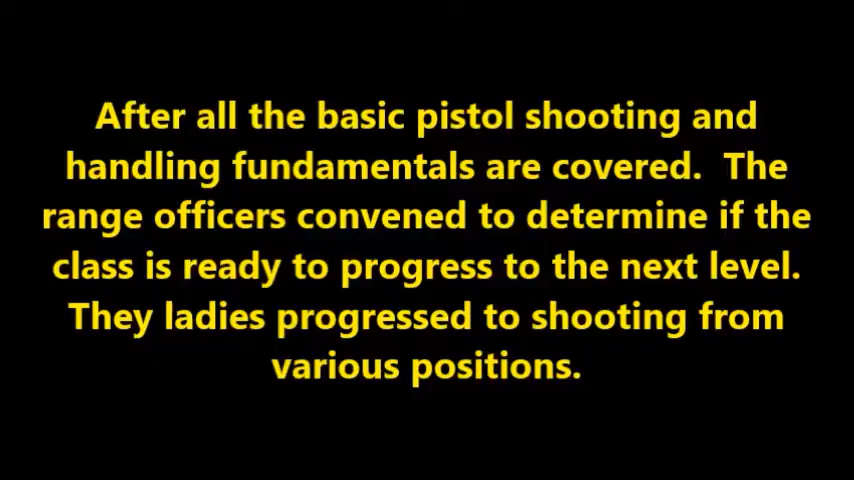 After all the basic pistol shooting and
handling fundamentals are covered.  The
range officers convened to determine if the
class is ready to progress to the next level.
They ladies progressed to shooting from
various positions.